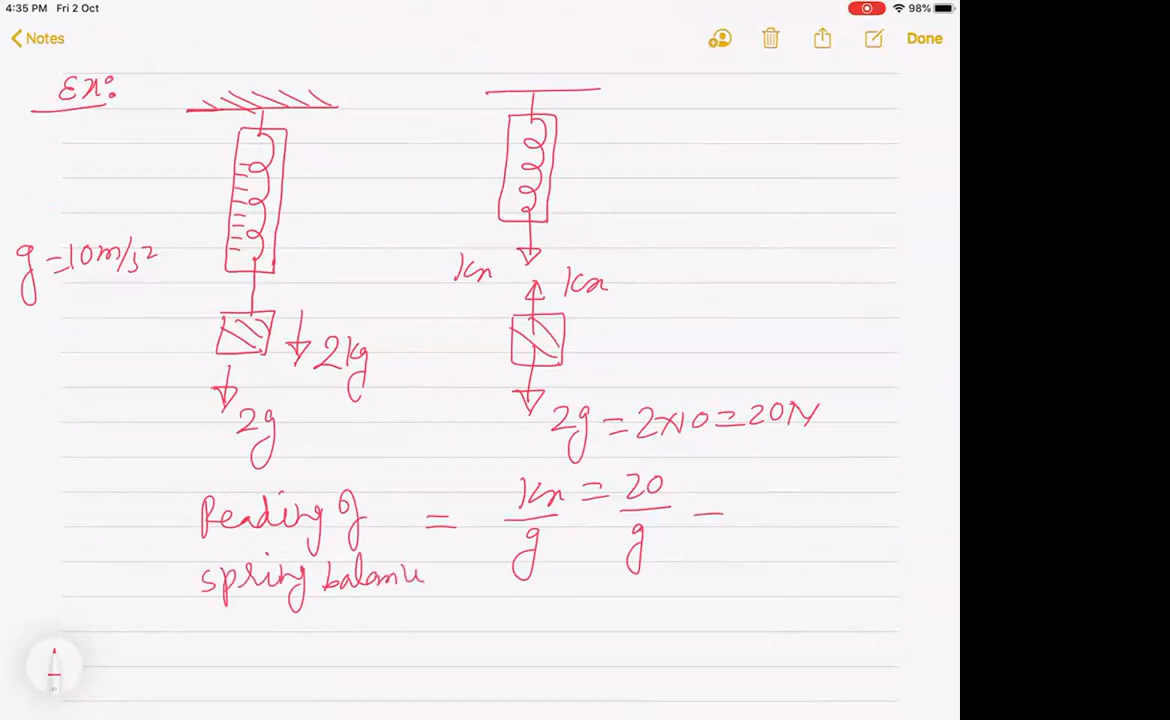 4:35 PM Fri 2 Oct
98%
Notes
Done
Ex:
g = 10 m/s²
2kg
2g
kx
kx
2g = 2×10 = 20N
Reading of spring balance = kx/g = 20/g =